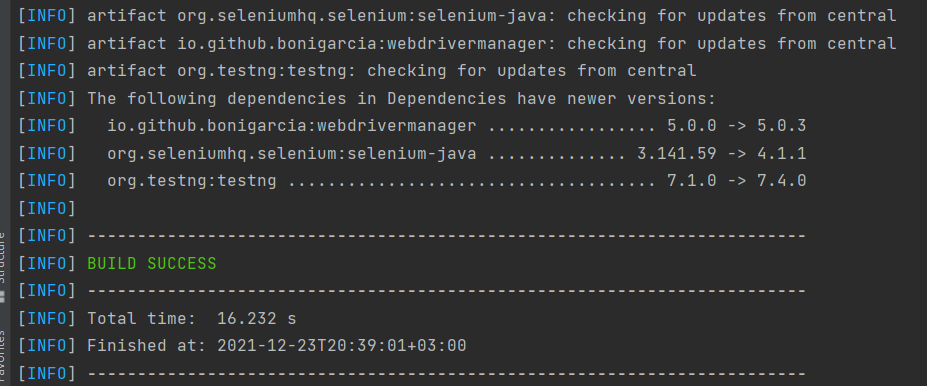 [INFO] artifact org.seleniumhq.selenium:selenium-java: checking for updates from central
[INFO] artifact io.github.bonigarcia:webdrivermanager: checking for updates from central
[INFO] artifact org.testng:testng: checking for updates from central
[INFO] The following dependencies in Dependencies have newer versions:
[INFO]   io.github.bonigarcia:webdrivermanager ................. 5.0.0 -> 5.0.3
[INFO]   org.seleniumhq.selenium:selenium-java .............. 3.141.59 -> 4.1.1
[INFO]   org.testng:testng ..................................... 7.1.0 -> 7.4.0
[INFO]
[INFO] ------------------------------------------------------------------------
[INFO] BUILD SUCCESS
[INFO] ------------------------------------------------------------------------
[INFO] Total time:  16.232 s
[INFO] Finished at: 2021-12-23T20:39:01+03:00
[INFO] ------------------------------------------------------------------------
Structure
Favorites